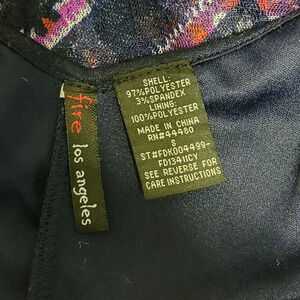 fire
los angeles
SHELL:
97%POLYESTER
3%SPANDEX
LINING:
100%POLYESTER
MADE IN CHINA
RN#44480
S
ST#FDK004499-
FD13411CY
SEE REVERSE FOR
CARE INSTRUCTIONS